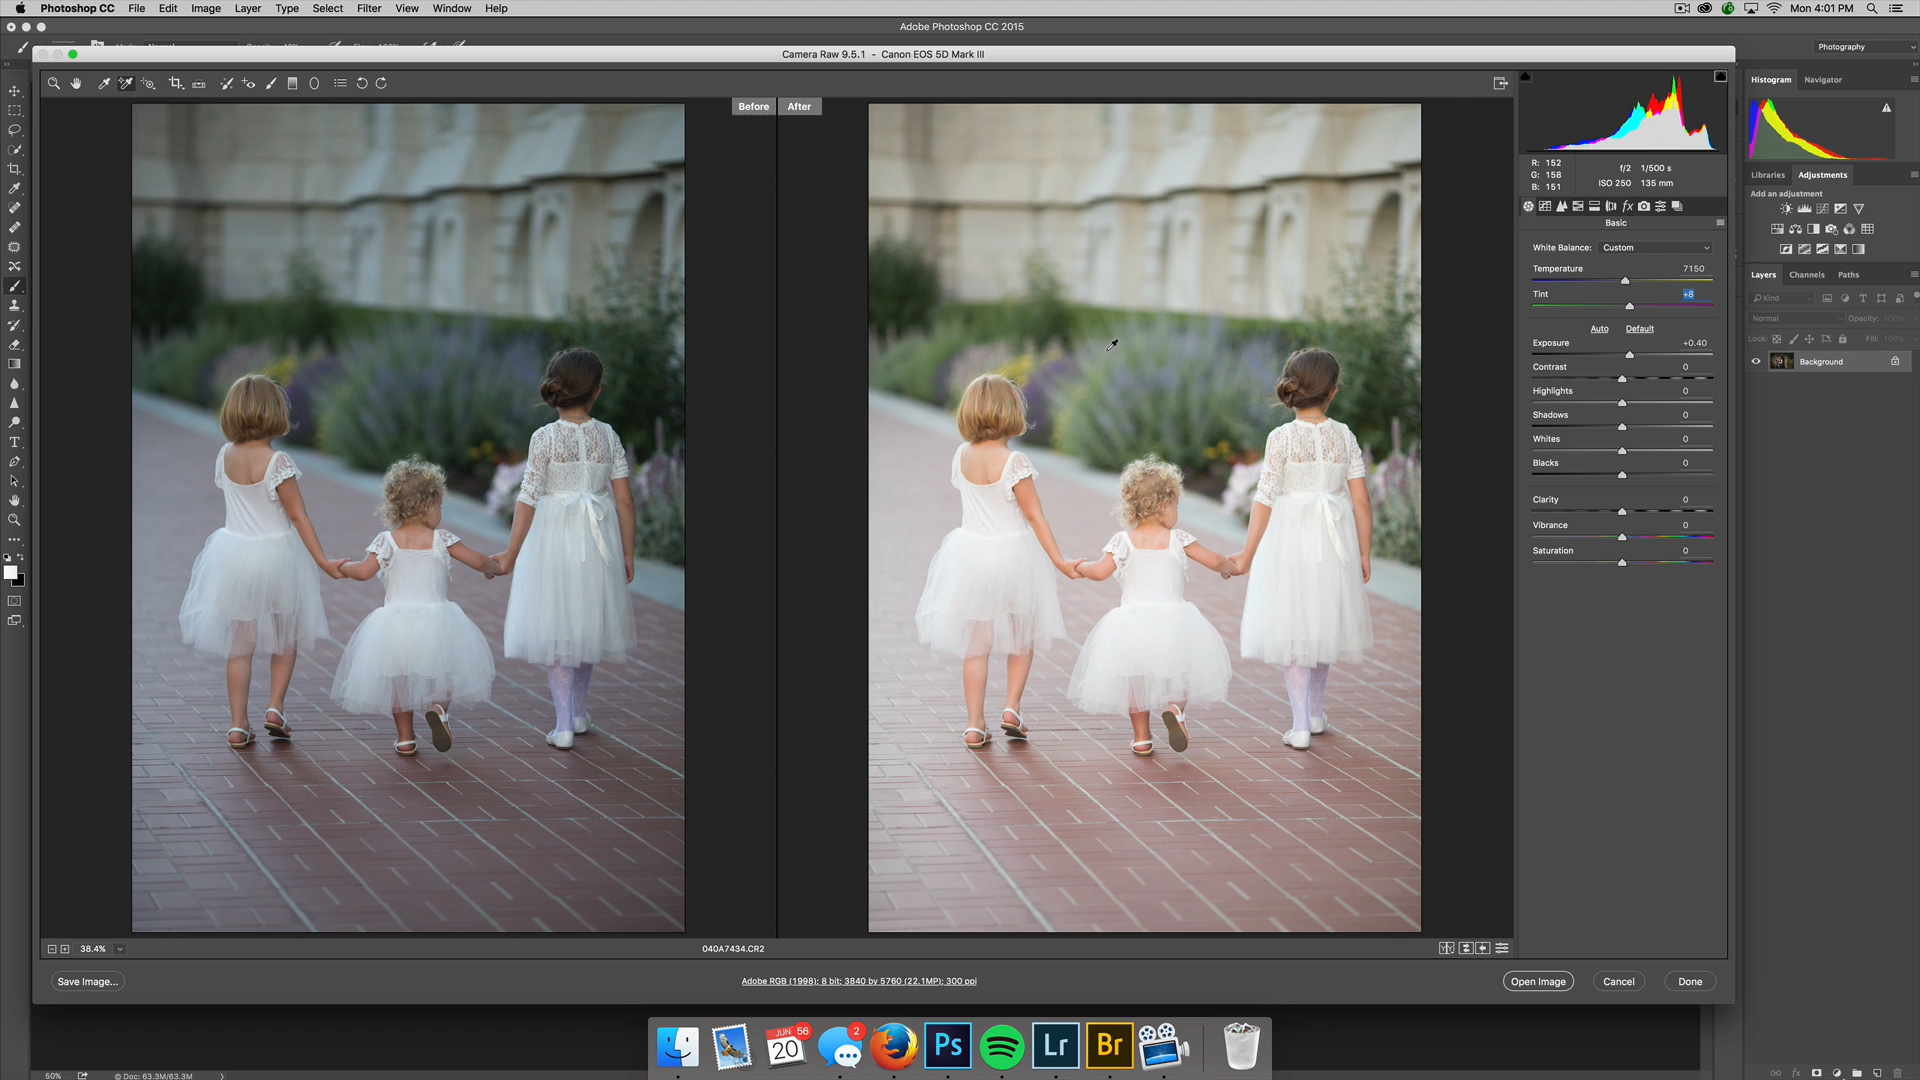 Photoshop CC File Edit Image Layer Type Select Filter View Window Help Mon 4:01 PM
Adobe Photoshop CC 2015
Photography
Camera Raw 9.5.1 - Canon EOS 5D Mark III
Before After
Histogram Navigator
R: 152
G: 158
B: 151
f/2 1/500 s
ISO 250 135 mm
Basic
White Balance: Custom
Temperature 7150
Tint +8
Auto Default
Exposure +0.40
Contrast 0
Highlights 0
Shadows 0
Whites 0
Blacks 0
Clarity 0
Vibrance 0
Saturation 0
Libraries Adjustments
Add an adjustment
Layers Channels Paths
Kind
Normal Opacity: 100%
Lock: Fill: 100%
Background
38.4% 040A7434.CR2
Save Image... Adobe RGB (1998); 8 bit; 3840 by 5760 (22.1MP); 300 ppi Open Image Cancel Done
JUN 56
20
2
Ps
Lr
Br
50% Doc: 63.3M/63.3M
fx